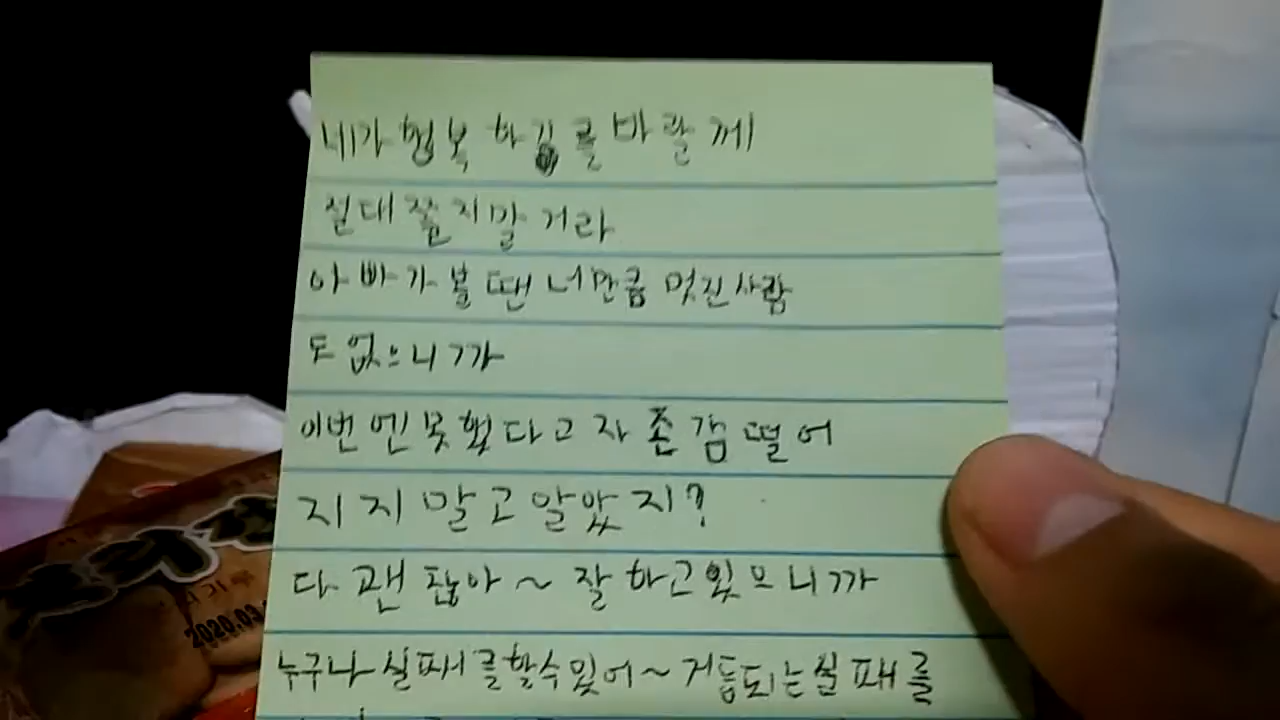 네가 행복 하길 를 바랄께
절대 쫄지말 거라
아빠가 볼 땐 너만큼 멋진사람
도 없으니까
이번엔 못했다고 자존감 떨어
지지말고 알았지?
다 괜찮아~ 잘하고 있으니까
누구나 실패를 할수있어~ 거듭되는 실패를
2020.03